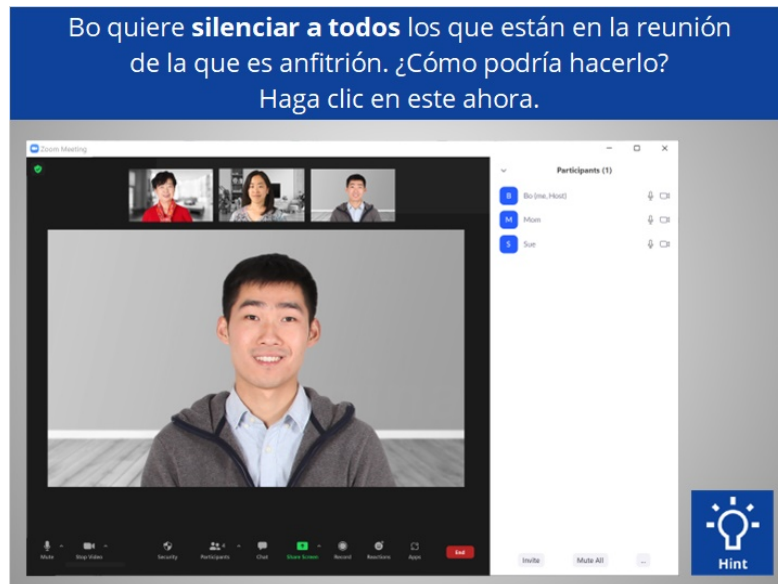 Bo quiere silenciar a todos los que están en la reunión
de la que es anfitrión. ¿Cómo podría hacerlo?
Haga clic en este ahora.
Zoom Meeting
Participants (1)
B Bo (me, Host)
M Mom
S Sue
Mute Stop Video Security Participants 4 Chat Share Screen Record Reactions Apps End
Invite Mute All ...
Hint